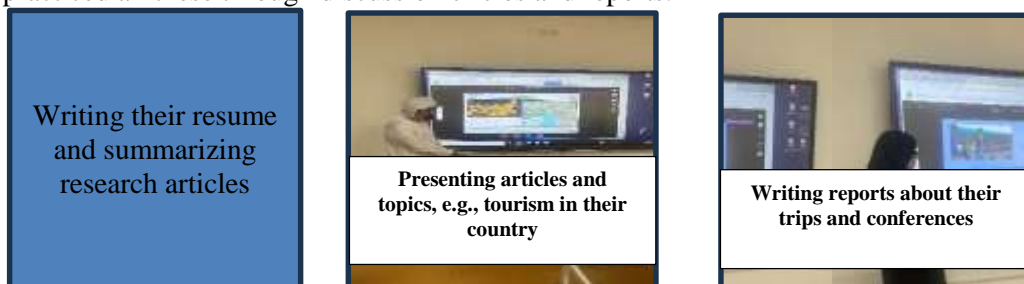 Writing their resume
and summarizing
research articles
Presenting articles and
topics, e.g., tourism in their
country
Writing reports about their
trips and conferences